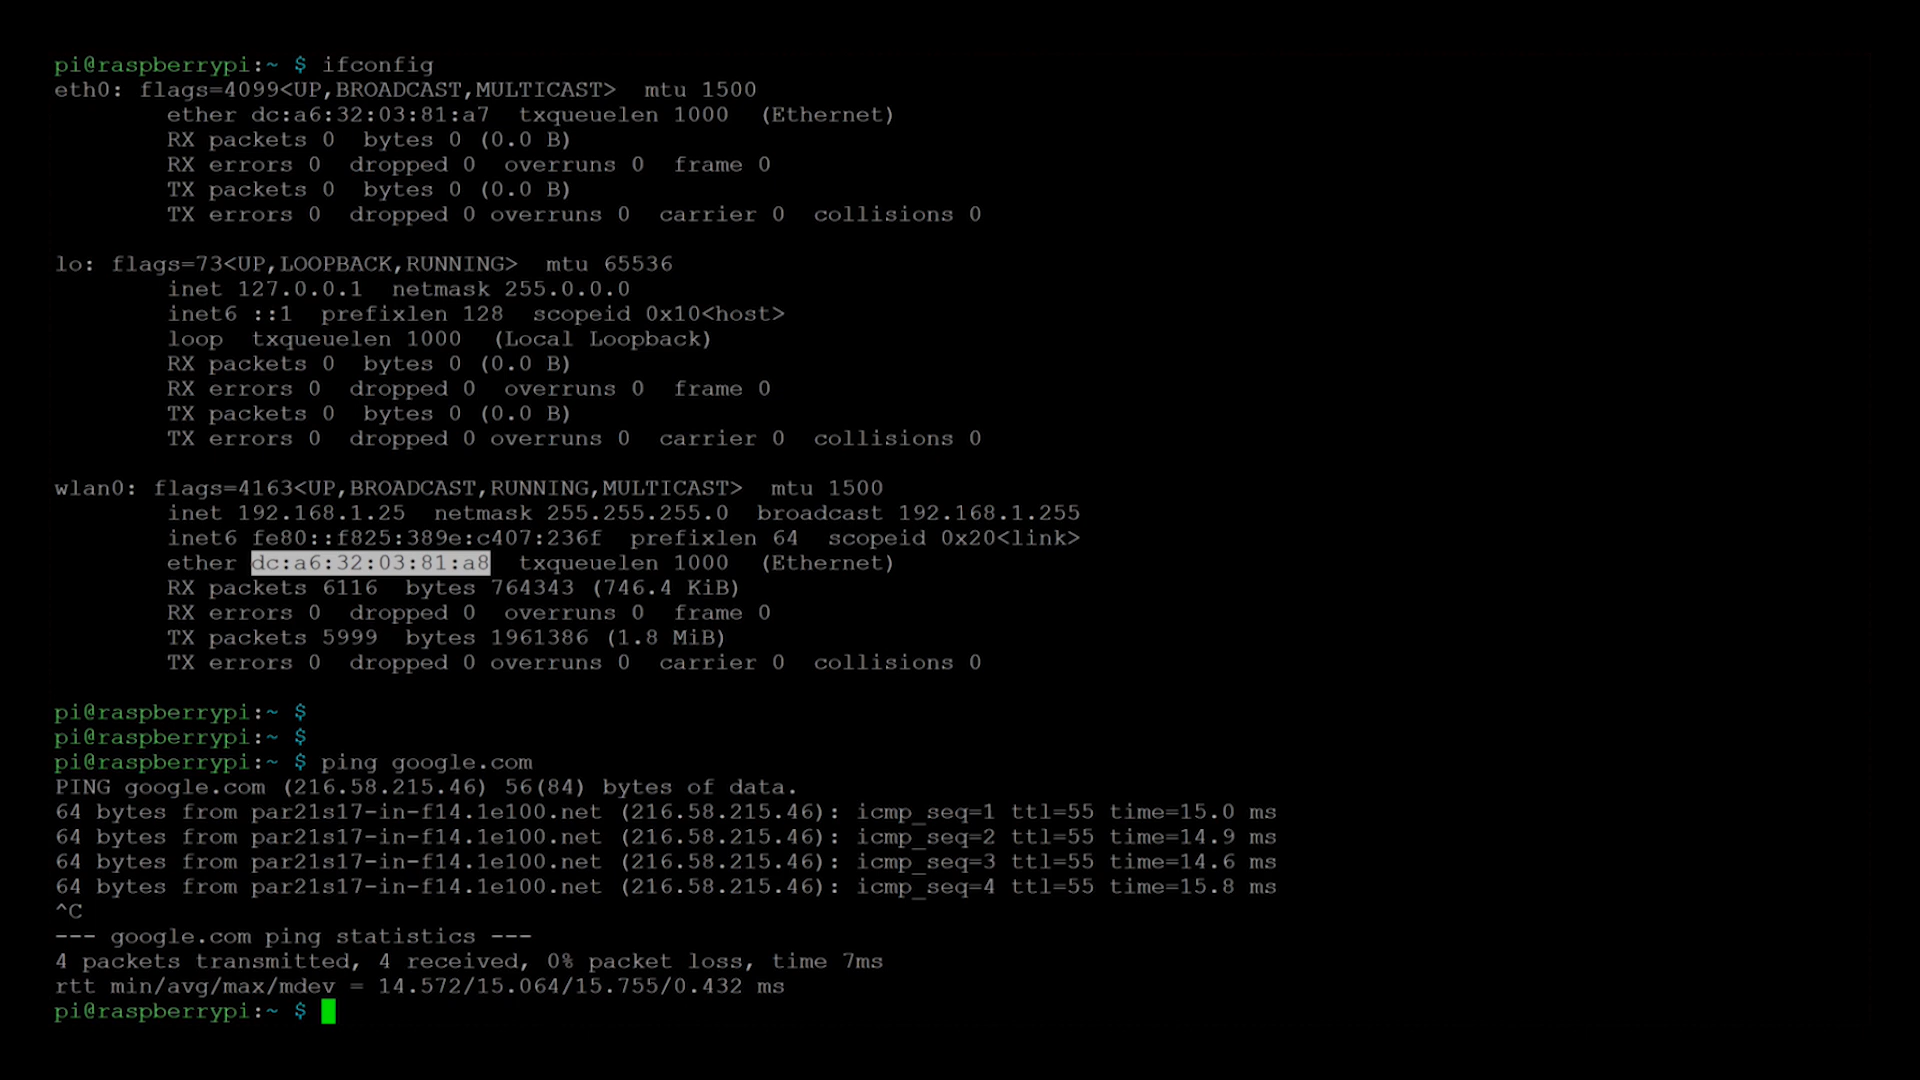 pi@raspberrypi:~ $ ifconfig
eth0: flags=4099<UP,BROADCAST,MULTICAST>  mtu 1500
        ether dc:a6:32:03:81:a7  txqueuelen 1000  (Ethernet)
        RX packets 0  bytes 0 (0.0 B)
        RX errors 0  dropped 0  overruns 0  frame 0
        TX packets 0  bytes 0 (0.0 B)
        TX errors 0  dropped 0 overruns 0  carrier 0  collisions 0

lo: flags=73<UP,LOOPBACK,RUNNING>  mtu 65536
        inet 127.0.0.1  netmask 255.0.0.0
        inet6 ::1  prefixlen 128  scopeid 0x10<host>
        loop  txqueuelen 1000  (Local Loopback)
        RX packets 0  bytes 0 (0.0 B)
        RX errors 0  dropped 0  overruns 0  frame 0
        TX packets 0  bytes 0 (0.0 B)
        TX errors 0  dropped 0 overruns 0  carrier 0  collisions 0

wlan0: flags=4163<UP,BROADCAST,RUNNING,MULTICAST>  mtu 1500
        inet 192.168.1.25  netmask 255.255.255.0  broadcast 192.168.1.255
        inet6 fe80::f825:389e:c407:236f  prefixlen 64  scopeid 0x20<link>
        ether dc:a6:32:03:81:a8  txqueuelen 1000  (Ethernet)
        RX packets 6116  bytes 764343 (746.4 KiB)
        RX errors 0  dropped 0  overruns 0  frame 0
        TX packets 5999  bytes 1961386 (1.8 MiB)
        TX errors 0  dropped 0 overruns 0  carrier 0  collisions 0

pi@raspberrypi:~ $
pi@raspberrypi:~ $
pi@raspberrypi:~ $ ping google.com
PING google.com (216.58.215.46) 56(84) bytes of data.
64 bytes from par21s17-in-f14.1e100.net (216.58.215.46): icmp_seq=1 ttl=55 time=15.0 ms
64 bytes from par21s17-in-f14.1e100.net (216.58.215.46): icmp_seq=2 ttl=55 time=14.9 ms
64 bytes from par21s17-in-f14.1e100.net (216.58.215.46): icmp_seq=3 ttl=55 time=14.6 ms
64 bytes from par21s17-in-f14.1e100.net (216.58.215.46): icmp_seq=4 ttl=55 time=15.8 ms
^C
--- google.com ping statistics ---
4 packets transmitted, 4 received, 0% packet loss, time 7ms
rtt min/avg/max/mdev = 14.572/15.064/15.755/0.432 ms
pi@raspberrypi:~ $